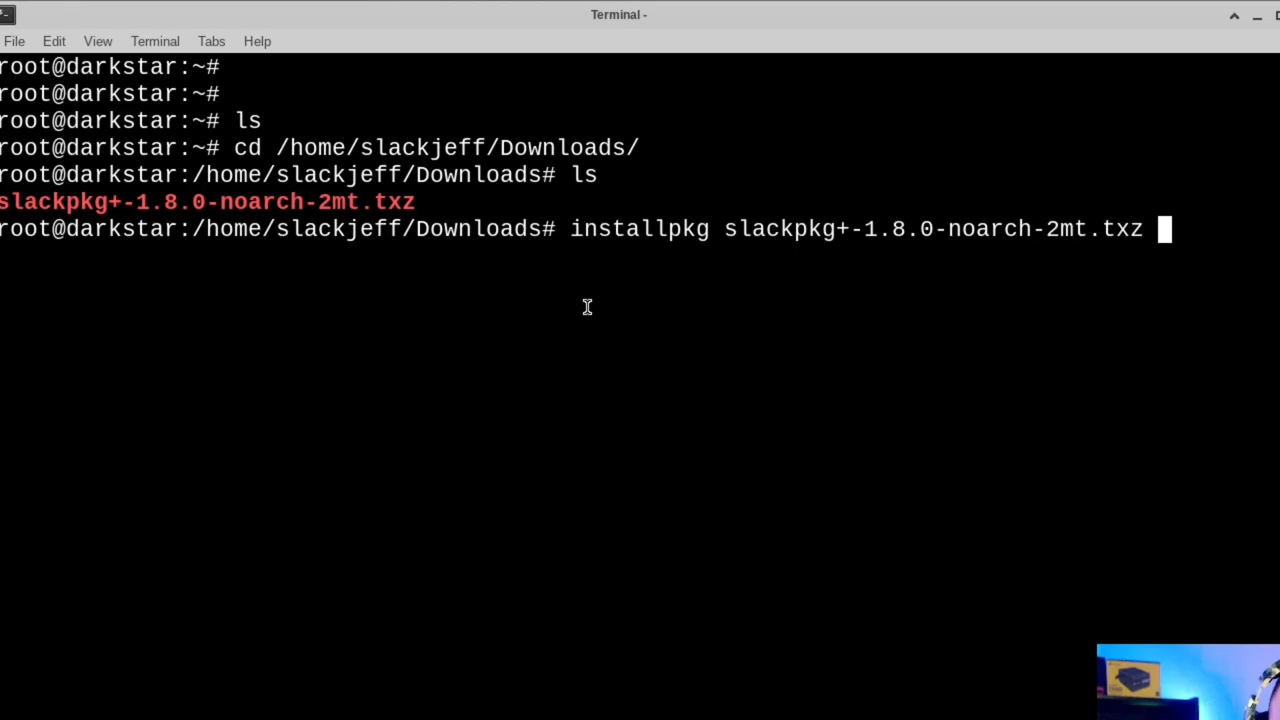 Terminal -
File Edit View Terminal Tabs Help
root@darkstar:~#
root@darkstar:~#
root@darkstar:~# ls
root@darkstar:~# cd /home/slackjeff/Downloads/
root@darkstar:/home/slackjeff/Downloads# ls
slackpkg+-1.8.0-noarch-2mt.txz
root@darkstar:/home/slackjeff/Downloads# installpkg slackpkg+-1.8.0-noarch-2mt.txz